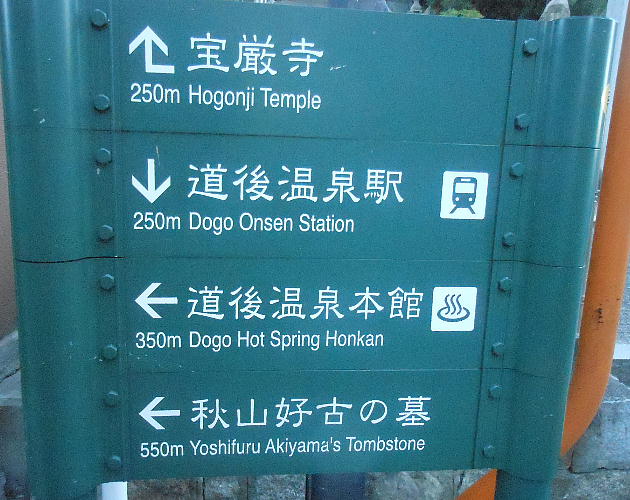 宝厳寺
250m Hogonji Temple
道後温泉駅
250m Dogo Onsen Station
道後温泉本館
350m Dogo Hot Spring Honkan
秋山好古の墓
550m Yoshifuru Akiyama's Tombstone